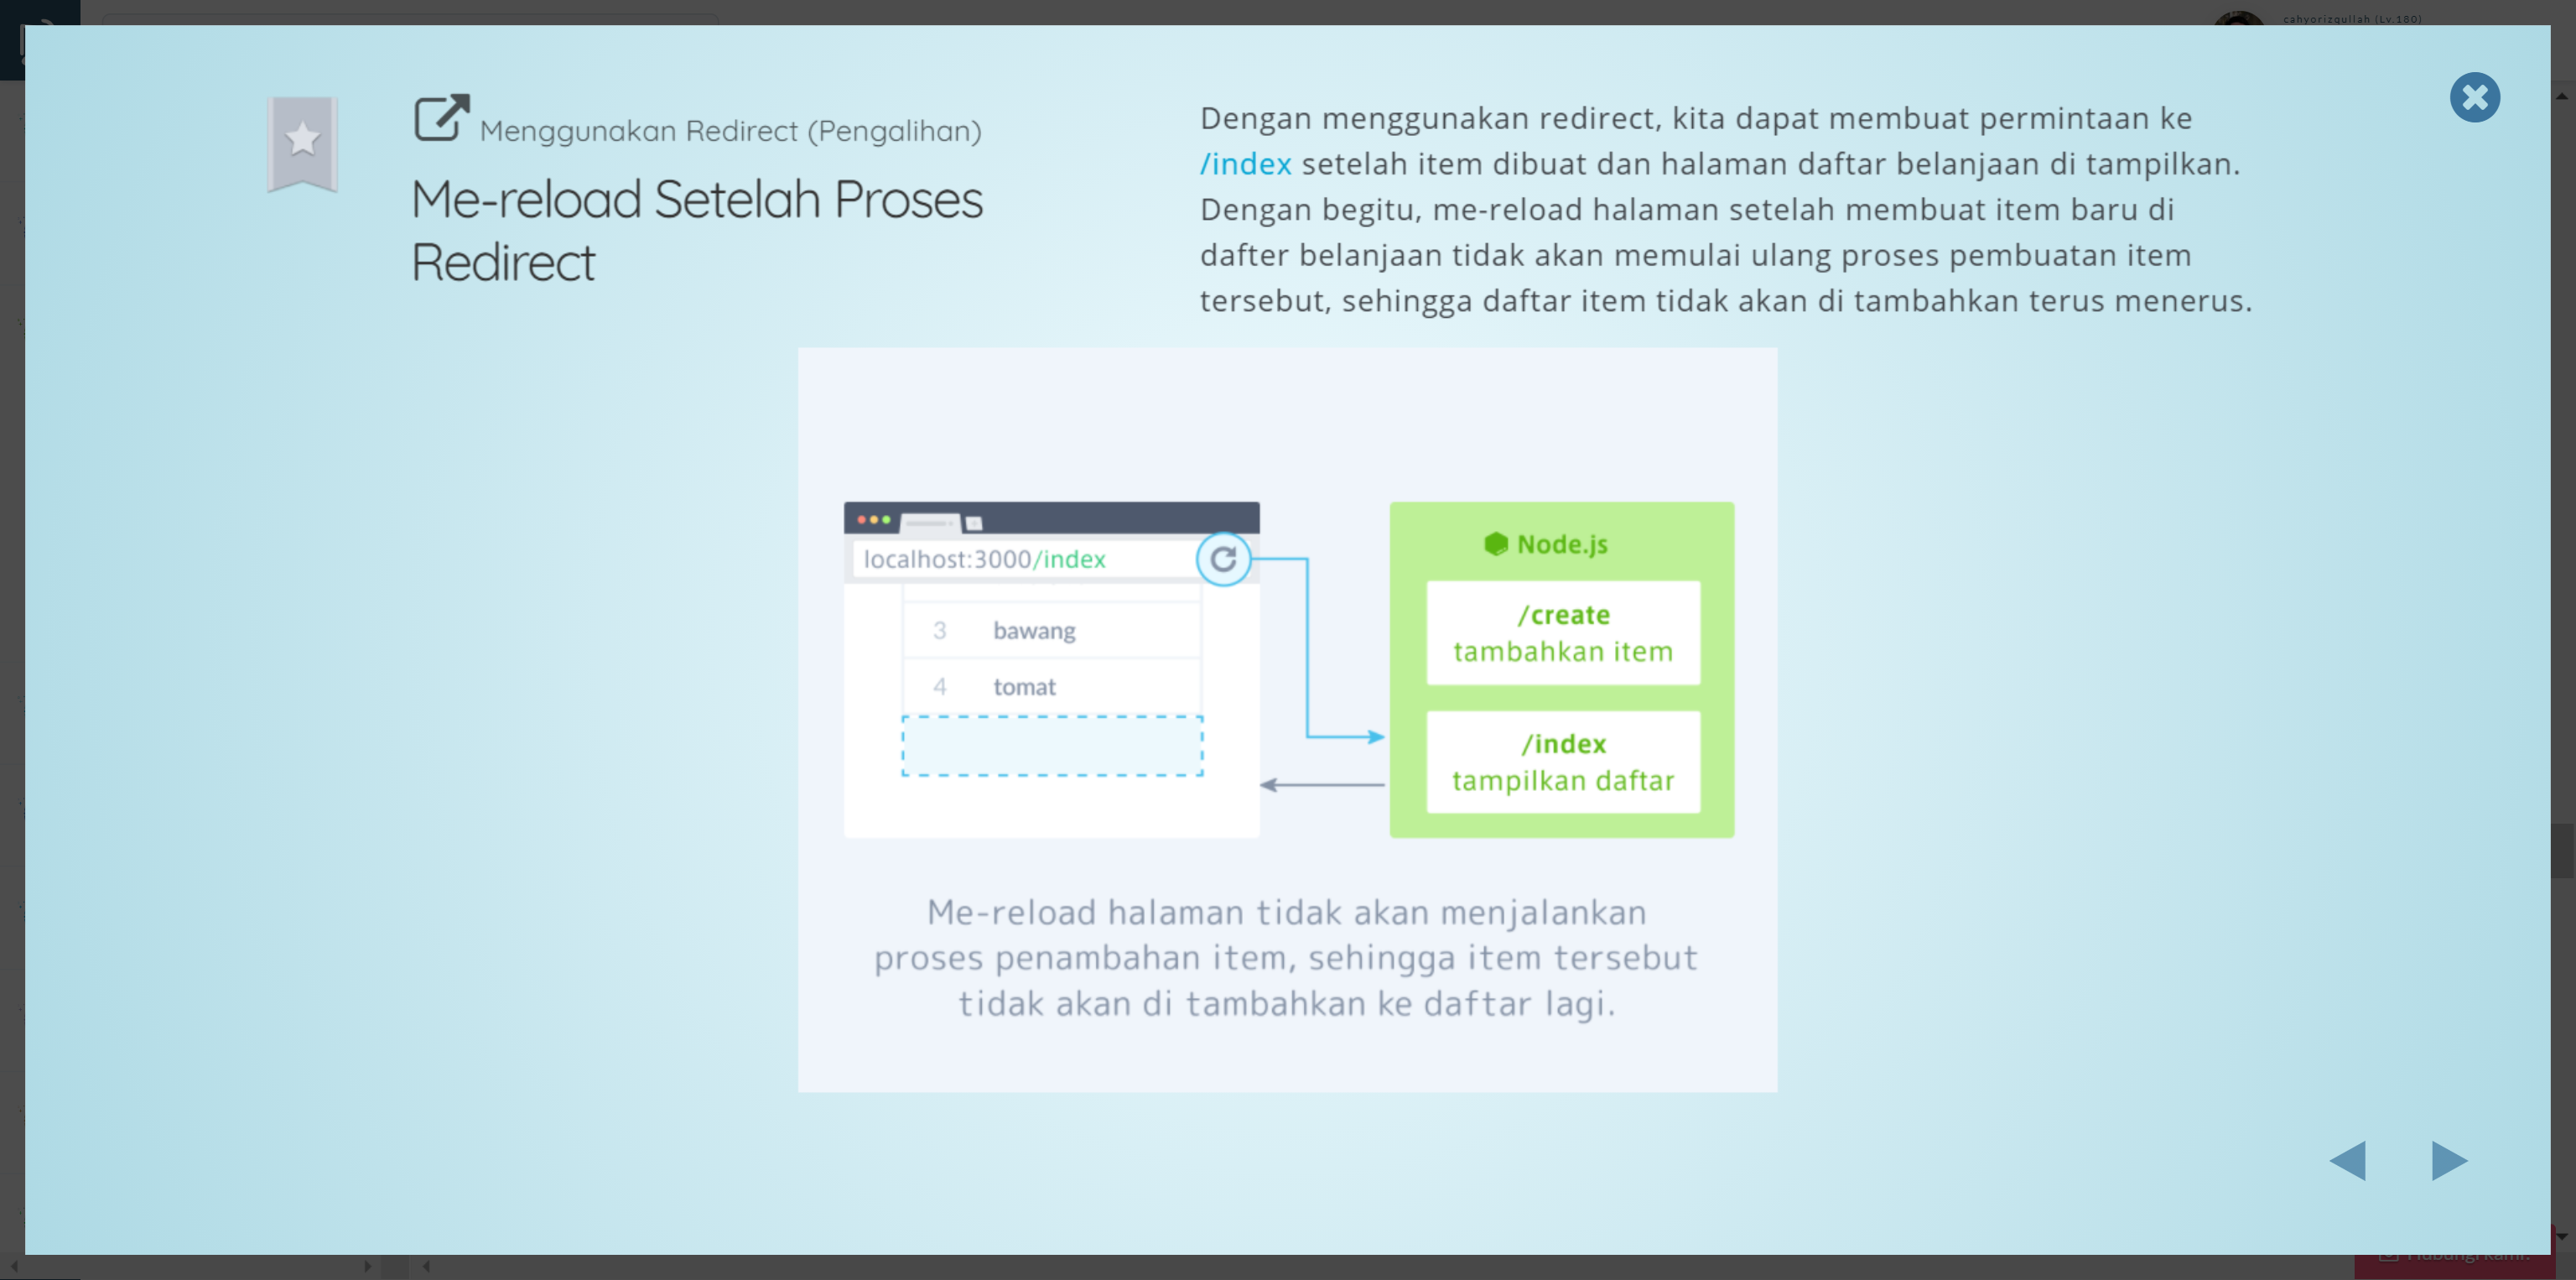 cahyorizqullah (Lv.180)
Menggunakan Redirect (Pengalihan)
Me-reload Setelah Proses
Redirect
Dengan menggunakan redirect, kita dapat membuat permintaan ke
/index setelah item dibuat dan halaman daftar belanjaan di tampilkan.
Dengan begitu, me-reload halaman setelah membuat item baru di
dafter belanjaan tidak akan memulai ulang proses pembuatan item
tersebut, sehingga daftar item tidak akan di tambahkan terus menerus.
localhost:3000/index
3 bawang
4 tomat
Node.js
/create
tambahkan item
/index
tampilkan daftar
Me-reload halaman tidak akan menjalankan
proses penambahan item, sehingga item tersebut
tidak akan di tambahkan ke daftar lagi.